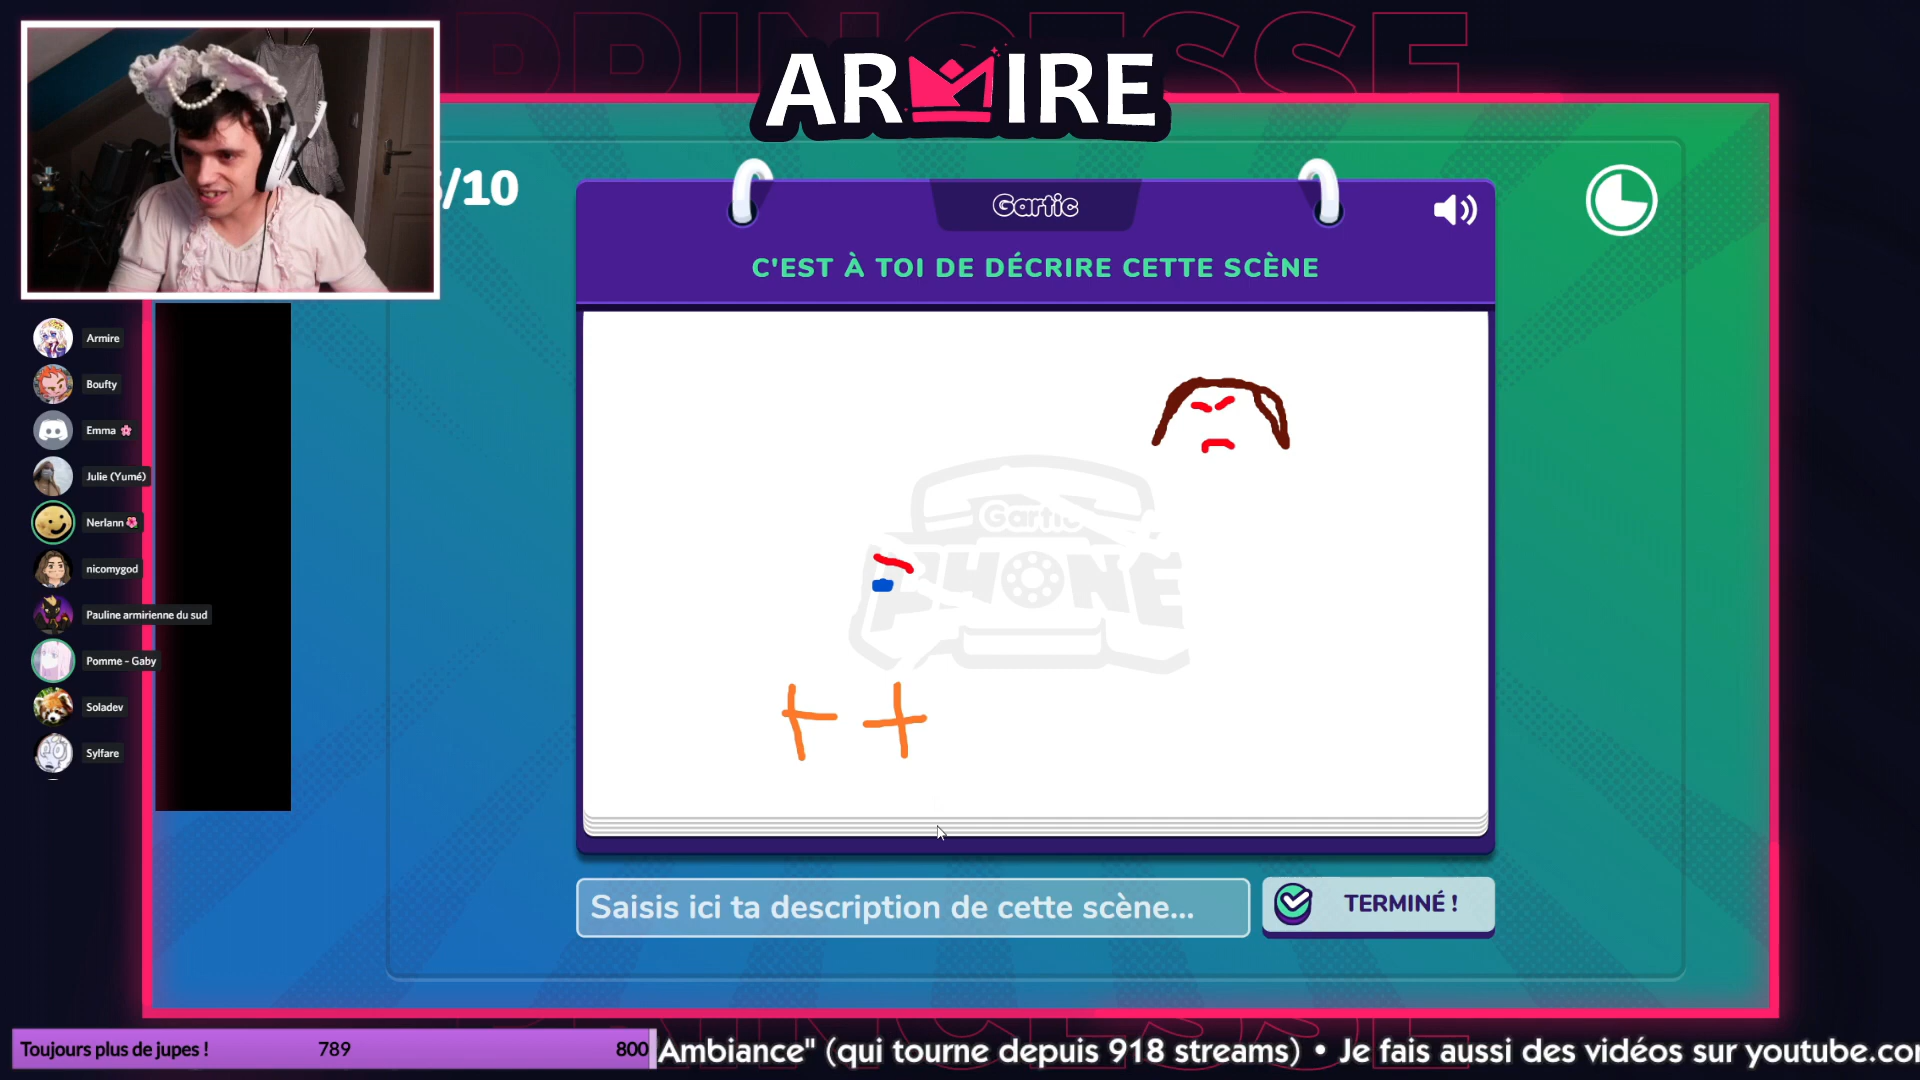 PRINCESSE
ARMIRE
/10
Gartic
C'EST À TOI DE DÉCRIRE CETTE SCÈNE
Armire
Boufty
Emma
Julie (Yumé)
Nerlann
nicomygod
Pauline armirienne du sud
Pomme - Gaby
Soladev
Sylfare
Gartic
PHONE
Saisis ici ta description de cette scène...
TERMINÉ !
PRINCESSE
Toujours plus de jupes ! 789 800
Ambiance" (qui tourne depuis 918 streams) • Je fais aussi des vidéos sur youtube.co